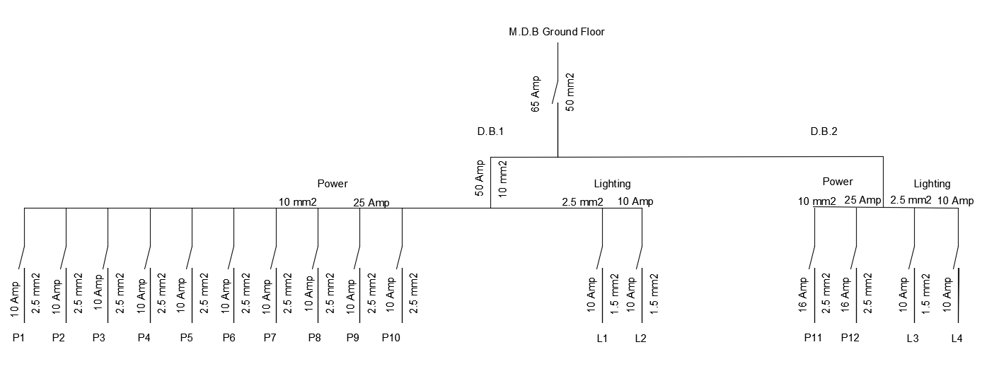 M.D.B Ground Floor
65 Amp
50 mm2
D.B.1
D.B.2
50 Amp
10 mm2
Power
Lighting
Power
Lighting
10 mm2
25 Amp
2.5 mm2
10 Amp
10 mm2
25 Amp
2.5 mm2
10 Amp
10 Amp
2.5 mm2
10 Amp
2.5 mm2
10 Amp
2.5 mm2
10 Amp
2.5 mm2
10 Amp
2.5 mm2
10 Amp
2.5 mm2
10 Amp
2.5 mm2
10 Amp
2.5 mm2
10 Amp
2.5 mm2
10 Amp
2.5 mm2
10 Amp
1.5 mm2
10 Amp
1.5 mm2
16 Amp
2.5 mm2
16 Amp
2.5 mm2
10 Amp
1.5 mm2
10 Amp
P1
P2
P3
P4
P5
P6
P7
P8
P9
P10
L1
L2
P11
P12
L3
L4